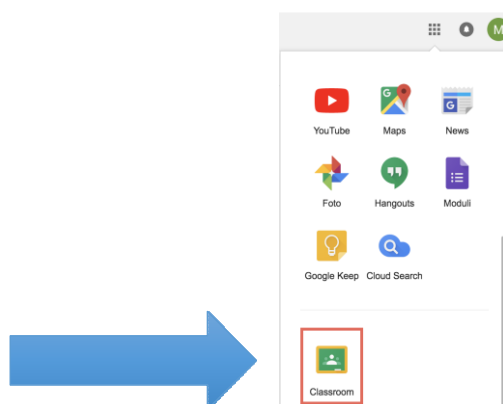 M
YouTube Maps News
Foto Hangouts Moduli
Google Keep Cloud Search
Classroom